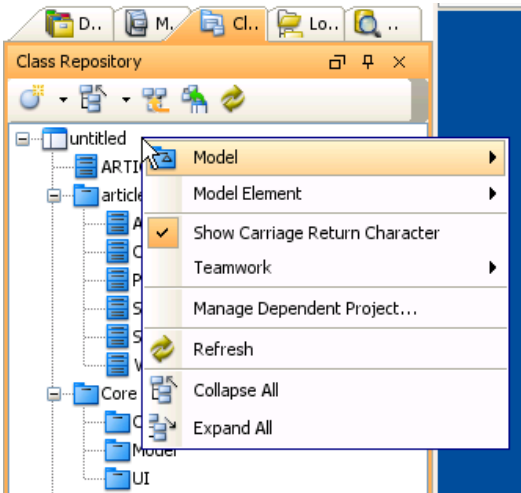 D..
M.
Cl..
Lo..
..
Class Repository
untitled
Model
Model Element
article
Show Carriage Return Character
Teamwork
Manage Dependent Project...
Refresh
Core
Collapse All
Expand All
Model
UI